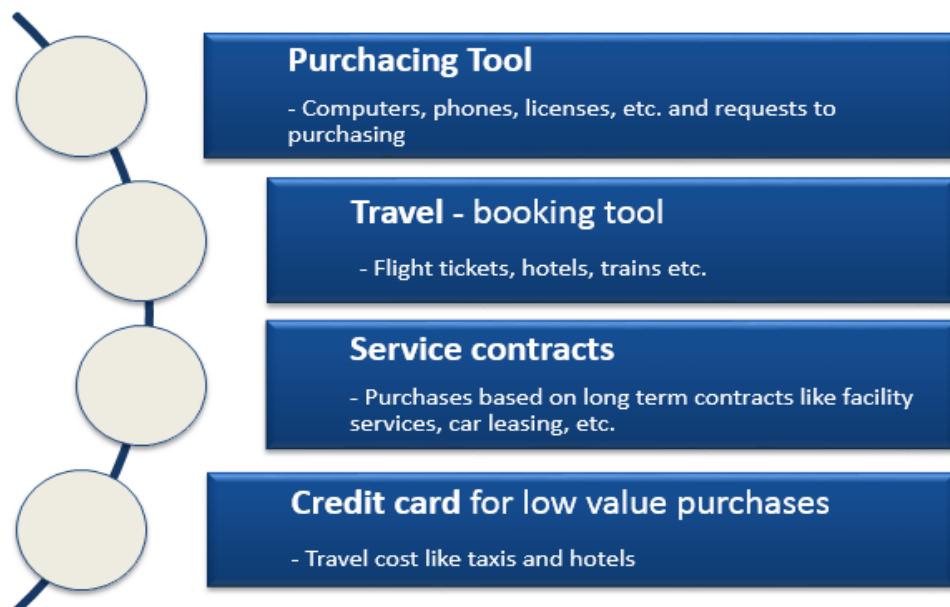 Purchacing Tool
- Computers, phones, licenses, etc. and requests to
purchasing
Travel - booking tool
- Flight tickets, hotels, trains etc.
Service contracts
- Purchases based on long term contracts like facility
services, car leasing, etc.
Credit card for low value purchases
- Travel cost like taxis and hotels